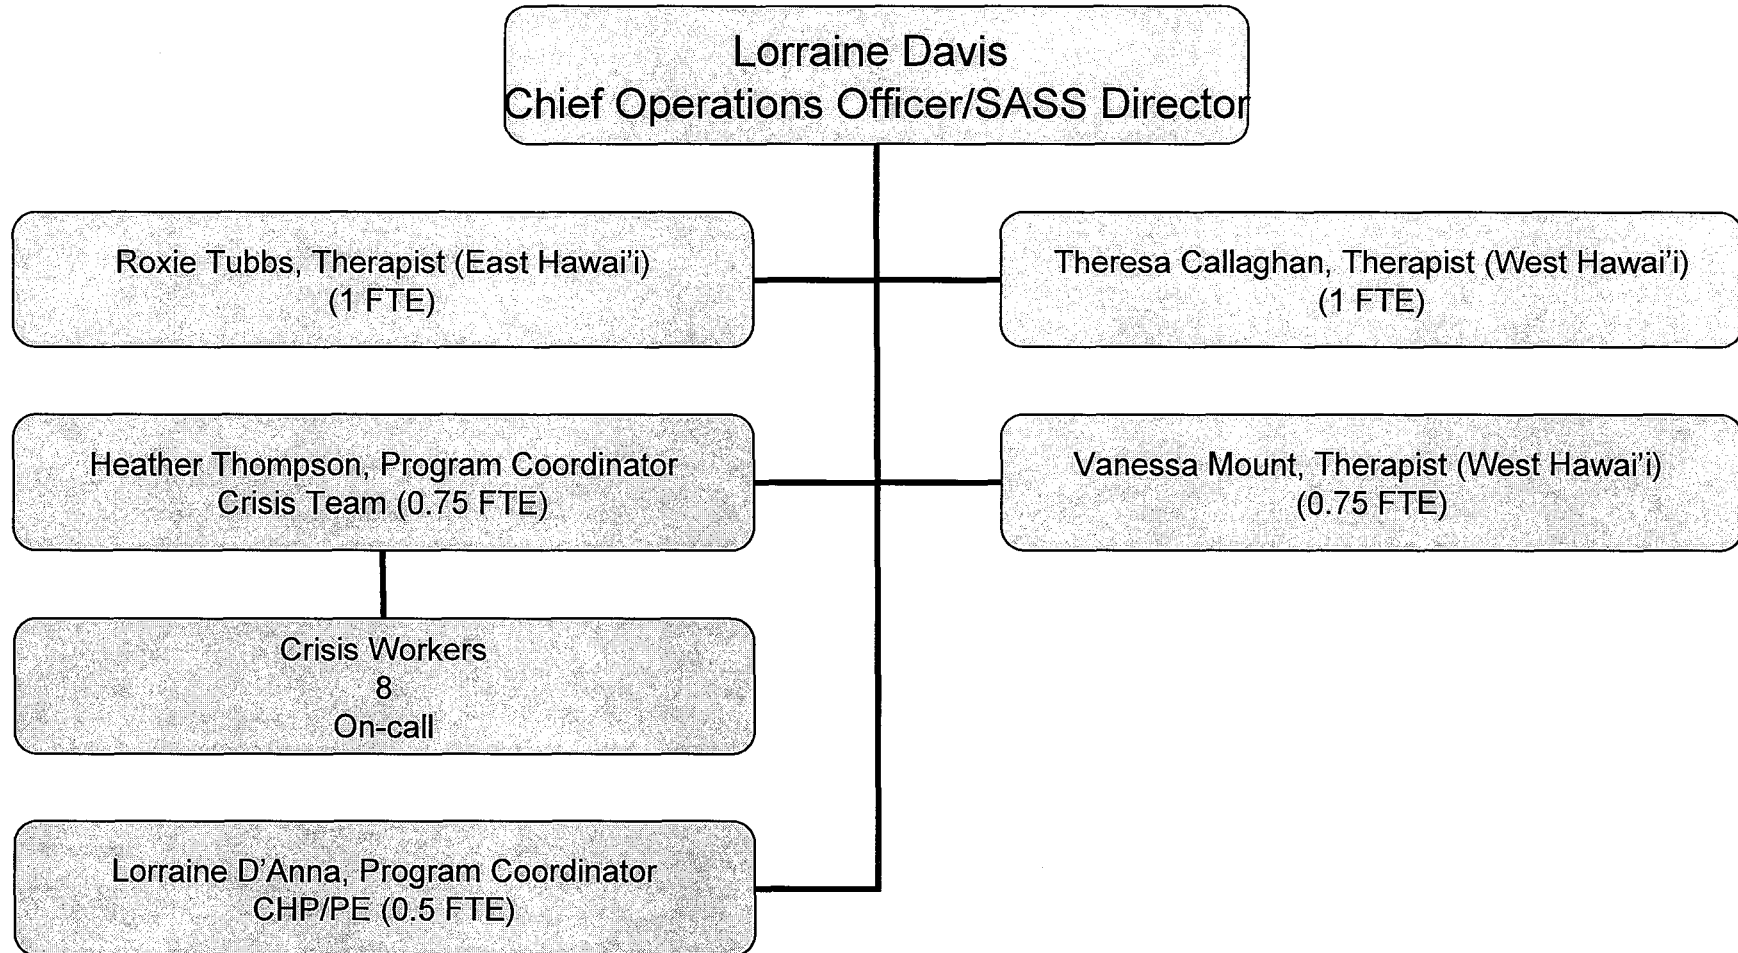 Lorraine Davis
Chief Operations Officer/SASS Director
Roxie Tubbs, Therapist (East Hawai'i)
(1 FTE)
Theresa Callaghan, Therapist (West Hawai'i)
(1 FTE)
Heather Thompson, Program Coordinator
Crisis Team (0.75 FTE)
Vanessa Mount, Therapist (West Hawai'i)
(0.75 FTE)
Crisis Workers
8
On-call
Lorraine D'Anna, Program Coordinator
CHP/PE (0.5 FTE)